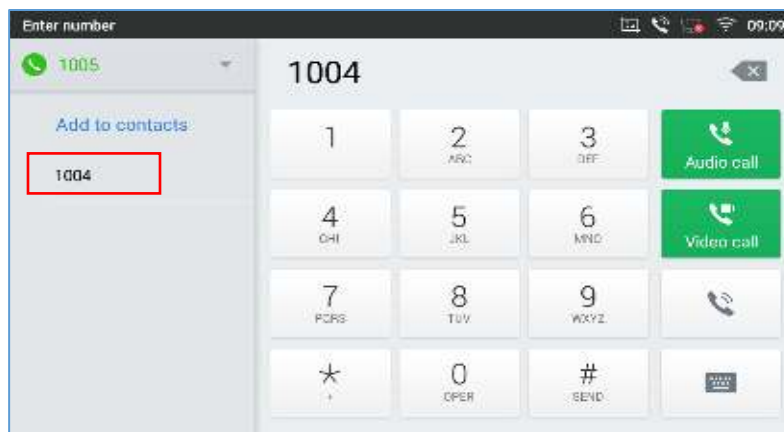 Enter number 09:09
1005
1004
Add to contacts
1004
1
2 ABC
3 DEF
Audio call
4 GHI
5 JKL
6 MNO
Video call
7 PQRS
8 TUV
9 WXYZ
* +
0 OPER
# SEND